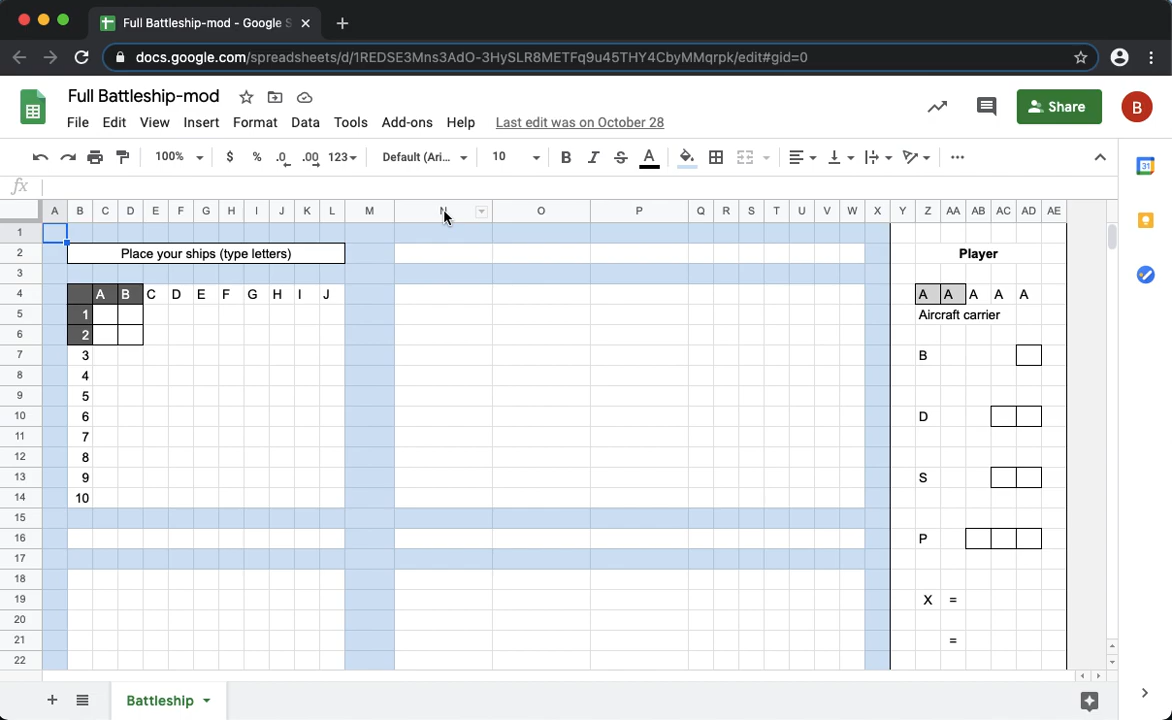 Full Battleship-mod - Google S
docs.google.com/spreadsheets/d/1REDSE3Mns3AdO-3HySLR8METFq9u45THY4CbyMMqrpk/edit#gid=0
Full Battleship-mod
Share
B
File Edit View Insert Format Data Tools Add-ons Help Last edit was on October 28
100% $ % .0 .00 123 Default (Ari... 10 B I S A
31
fx
A B C D E F G H I J K L M N O P Q R S T U V W X Y Z AA AB AC AD AE
1
2 Place your ships (type letters) Player
3
4 A B C D E F G H I J A A A A A
5 1 Aircraft carrier
6 2
7 3 B
8 4
9 5
10 6 D
11 7
12 8
13 9 S
14 10
15
16 P
17
18
19 X =
20
21 =
22
Battleship